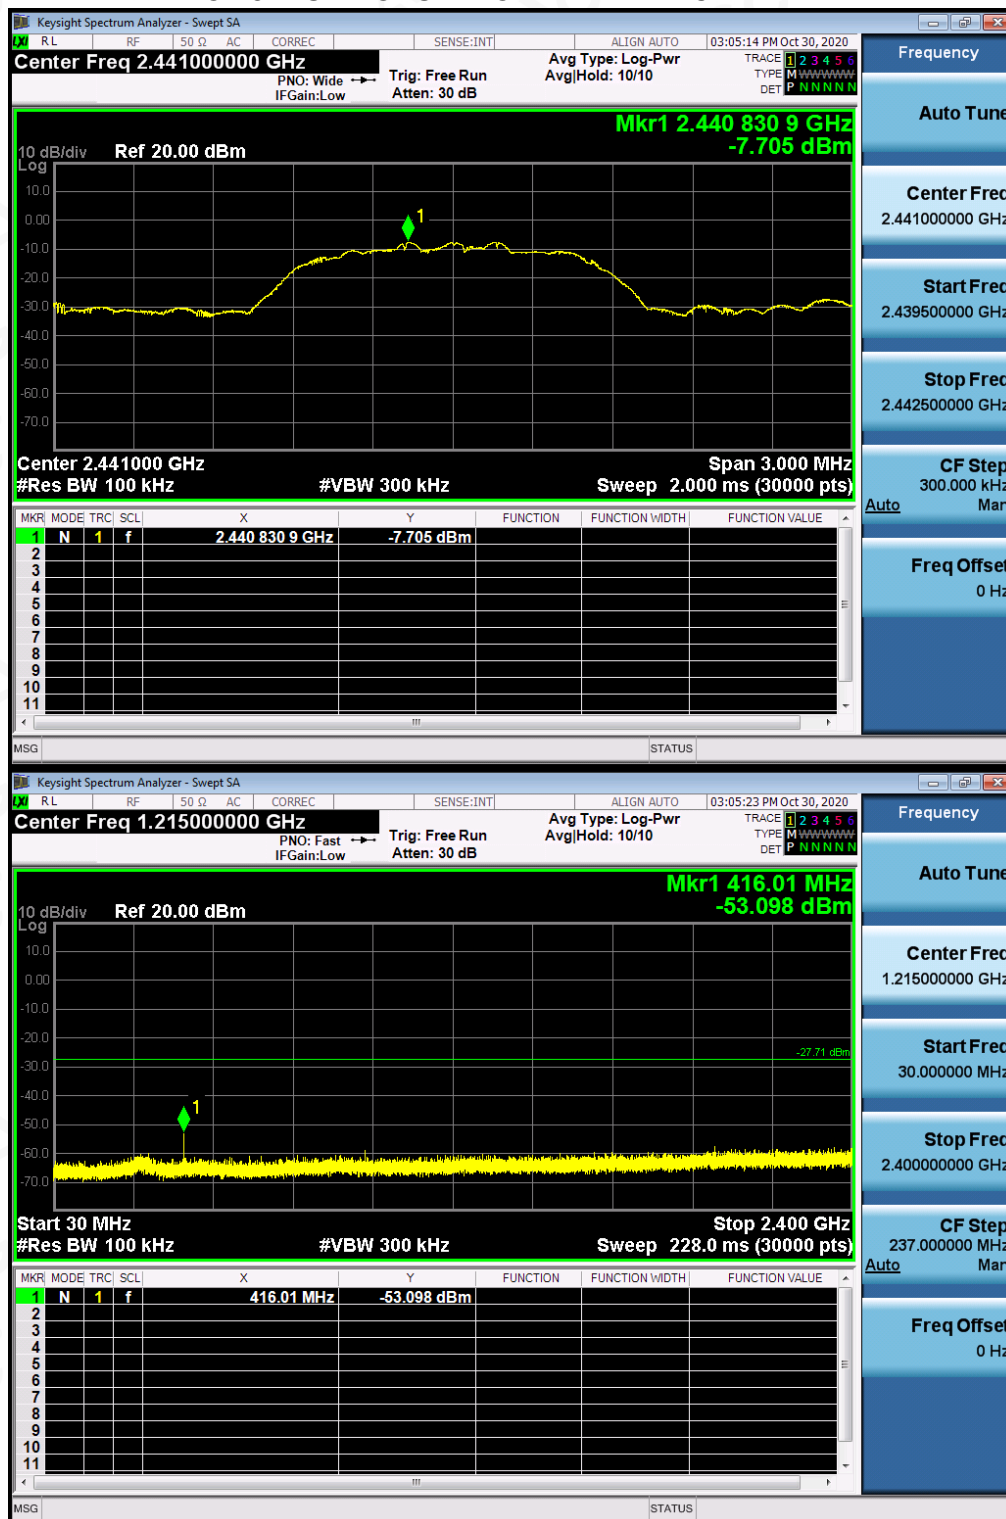 Keysight Spectrum Analyzer - Swept SA
LXI RL RF 50 Ω AC CORREC SENSE:INT ALIGN AUTO 03:05:14 PM Oct 30, 2020
Center Freq 2.441000000 GHz
PNO: Wide
IFGain:Low
Trig: Free Run
Atten: 30 dB
Avg Type: Log-Pwr
Avg|Hold: 10/10
TRACE 1 2 3 4 5 6
TYPE M WWWWW
DET P N N N N N
Mkr1 2.440 830 9 GHz
-7.705 dBm
10 dB/div Ref 20.00 dBm
Log
10.0
0.00
-10.0
-20.0
-30.0
-40.0
-50.0
-60.0
-70.0
1
Center 2.441000 GHz Span 3.000 MHz
#Res BW 100 kHz #VBW 300 kHz Sweep 2.000 ms (30000 pts)
MKR MODE TRC SCL X Y FUNCTION FUNCTION WIDTH FUNCTION VALUE
1 N 1 f 2.440 830 9 GHz -7.705 dBm
2
3
4
5
6
7
8
9
10
11
MSG STATUS
Frequency
Auto Tune
Center Freq
2.441000000 GHz
Start Freq
2.439500000 GHz
Stop Freq
2.442500000 GHz
CF Step
300.000 kHz
Auto Man
Freq Offset
0 Hz
Keysight Spectrum Analyzer - Swept SA
LXI RL RF 50 Ω AC CORREC SENSE:INT ALIGN AUTO 03:05:23 PM Oct 30, 2020
Center Freq 1.215000000 GHz
PNO: Fast
IFGain:Low
Trig: Free Run
Atten: 30 dB
Avg Type: Log-Pwr
Avg|Hold: 10/10
TRACE 1 2 3 4 5 6
TYPE M WWWWW
DET P N N N N N
Mkr1 416.01 MHz
-53.098 dBm
10 dB/div Ref 20.00 dBm
Log
10.0
0.00
-10.0
-20.0
-30.0
-40.0
-50.0
-60.0
-70.0
-27.71 dBm
1
Start 30 MHz Stop 2.400 GHz
#Res BW 100 kHz #VBW 300 kHz Sweep 228.0 ms (30000 pts)
MKR MODE TRC SCL X Y FUNCTION FUNCTION WIDTH FUNCTION VALUE
1 N 1 f 416.01 MHz -53.098 dBm
2
3
4
5
6
7
8
9
10
11
MSG STATUS
Frequency
Auto Tune
Center Freq
1.215000000 GHz
Start Freq
30.000000 MHz
Stop Freq
2.400000000 GHz
CF Step
237.000000 MHz
Auto Man
Freq Offset
0 Hz